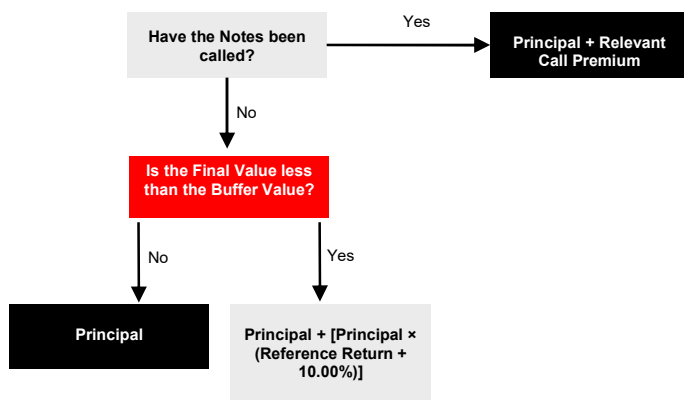 Have the Notes been
called?
Yes
Principal + Relevant
Call Premium
No
Is the Final Value less
than the Buffer Value?
No
Yes
Principal
Principal + [Principal ×
(Reference Return +
10.00%)]